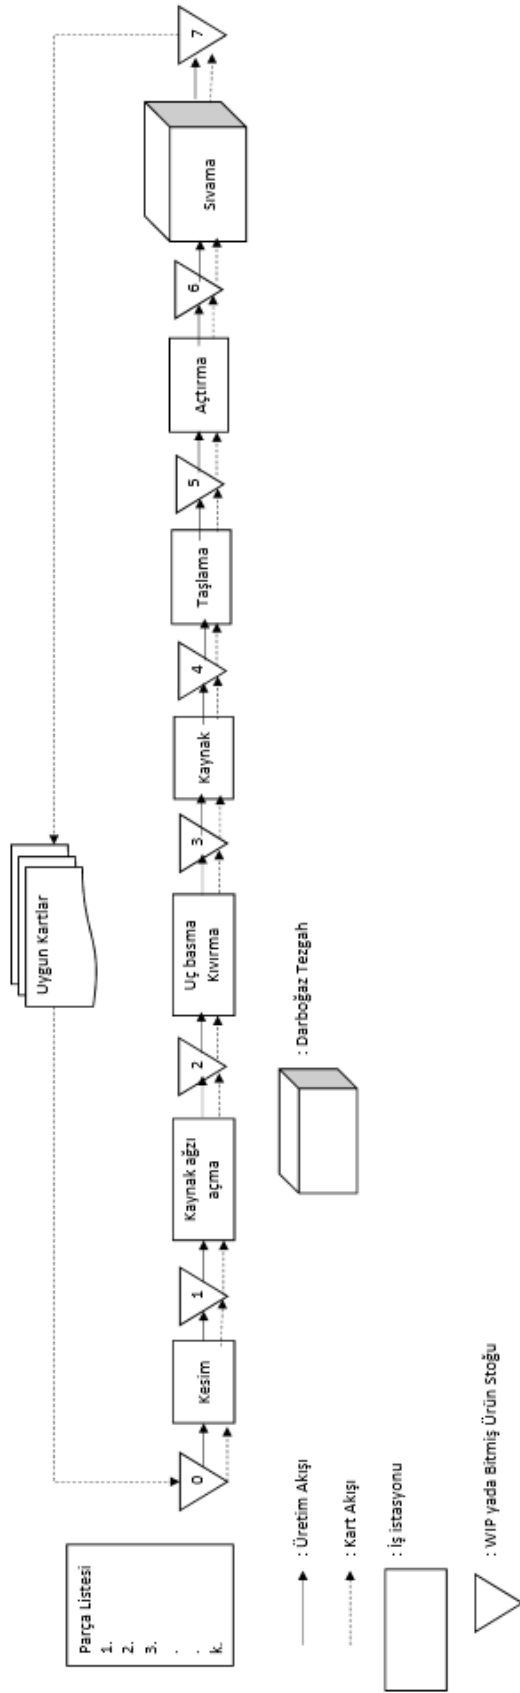 Uygun Kartlar
Parça Listesi
1.
2.
3.
.
.
k.
0
Kesim
1
Kaynak ağzı
açma
2
Uç basma
Kıvırma
3
Kaynak
4
Taşlama
5
Açtırma
6
Sıvama
7
: Üretim Akışı
: Kart Akışı
: İş istasyonu
: WIP yada Bitmiş Ürün Stoğu
: Darboğaz Tezgah